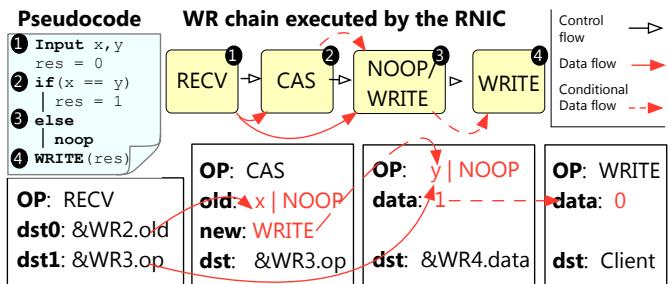 Pseudocode
1 Input x,y
res = 0
2 if(x == y)
res = 1
3 else
noop
4 WRITE(res)
WR chain executed by the RNIC
1
RECV
2
CAS
3
NOOP/
WRITE
4
WRITE
Control
flow
Data flow
Conditional
Data flow
OP: RECV
dst0: &WR2.old
dst1: &WR3.op
OP: CAS
old: x | NOOP
new: WRITE
dst: &WR3.op
OP: y | NOOP
data: 1
dst: &WR4.data
OP: WRITE
data: 0
dst: Client